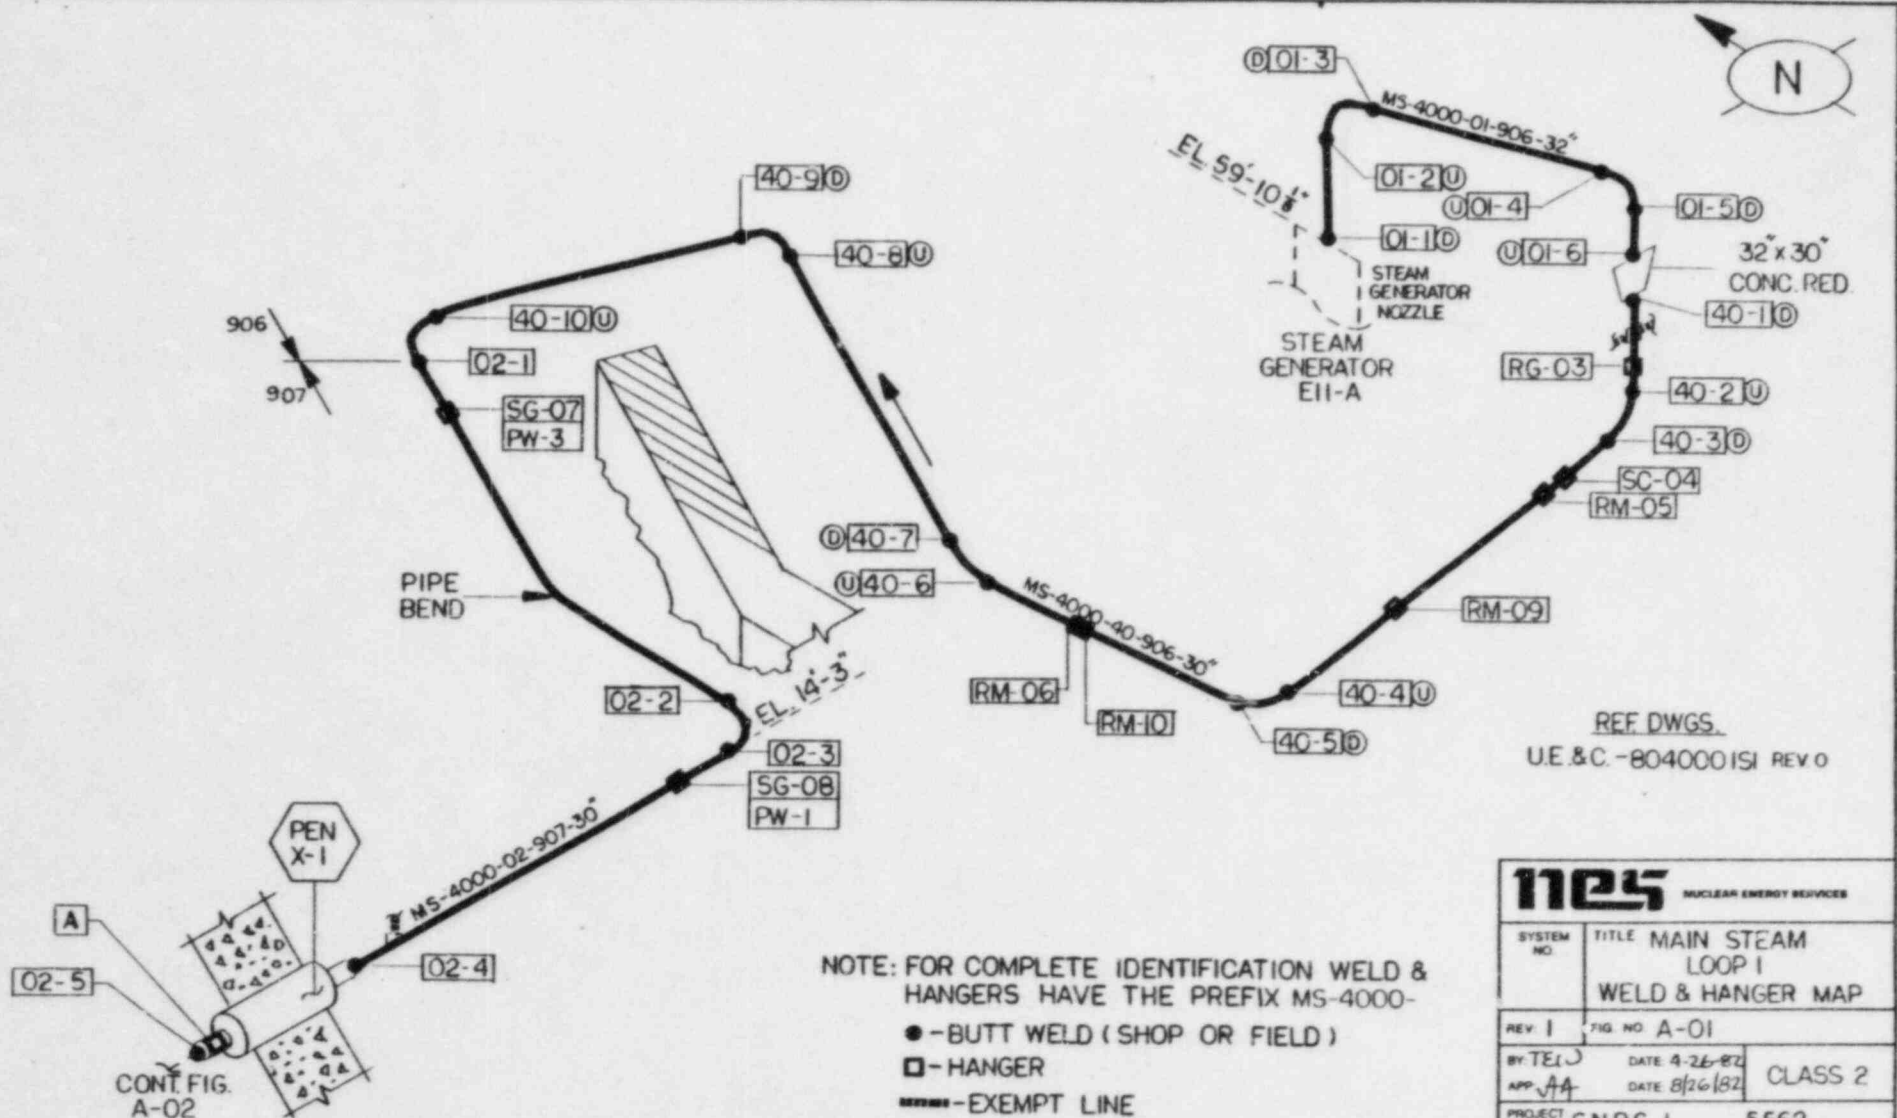 D 01-3
N
MS-4000-01-906-32"
EL. 59'-10 1/8"
40-9 D
01-2 U
U 01-4
01-5 D
01-1 D
U 01-6
32"x30"
CONC. RED.
40-8 U
STEAM
GENERATOR
NOZZLE
40-1 D
906
40-10 U
STEAM
GENERATOR
E11-A
02-1
RG-03
907
40-2 U
SG-07
PW-3
40-3 D
SC-04
RM-05
D 40-7
PIPE
BEND
U 40-6
MS-4000-40-906-30"
RM-09
N
EL. 14'-3"
02-2
RM-06
RM-10
40-4 U
40-5 D
02-3
REF. DWGS.
U.E.&C.-804000ISI REV 0
SG-08
PW-1
PEN
X-1
MS-4000-02-907-30"
A
02-5
02-4
CONT. FIG.
A-02
NOTE: FOR COMPLETE IDENTIFICATION WELD &
HANGERS HAVE THE PREFIX MS-4000-
-BUTT WELD (SHOP OR FIELD)
-HANGER
-EXEMPT LINE
nes NUCLEAR ENERGY SERVICES
SYSTEM
NO.
TITLE MAIN STEAM
LOOP 1
WELD & HANGER MAP
REV. 1 FIG. NO. A-01
BY: TEW DATE 4-26-82
APP. JAA DATE 8/26/82
CLASS 2
PROJECT